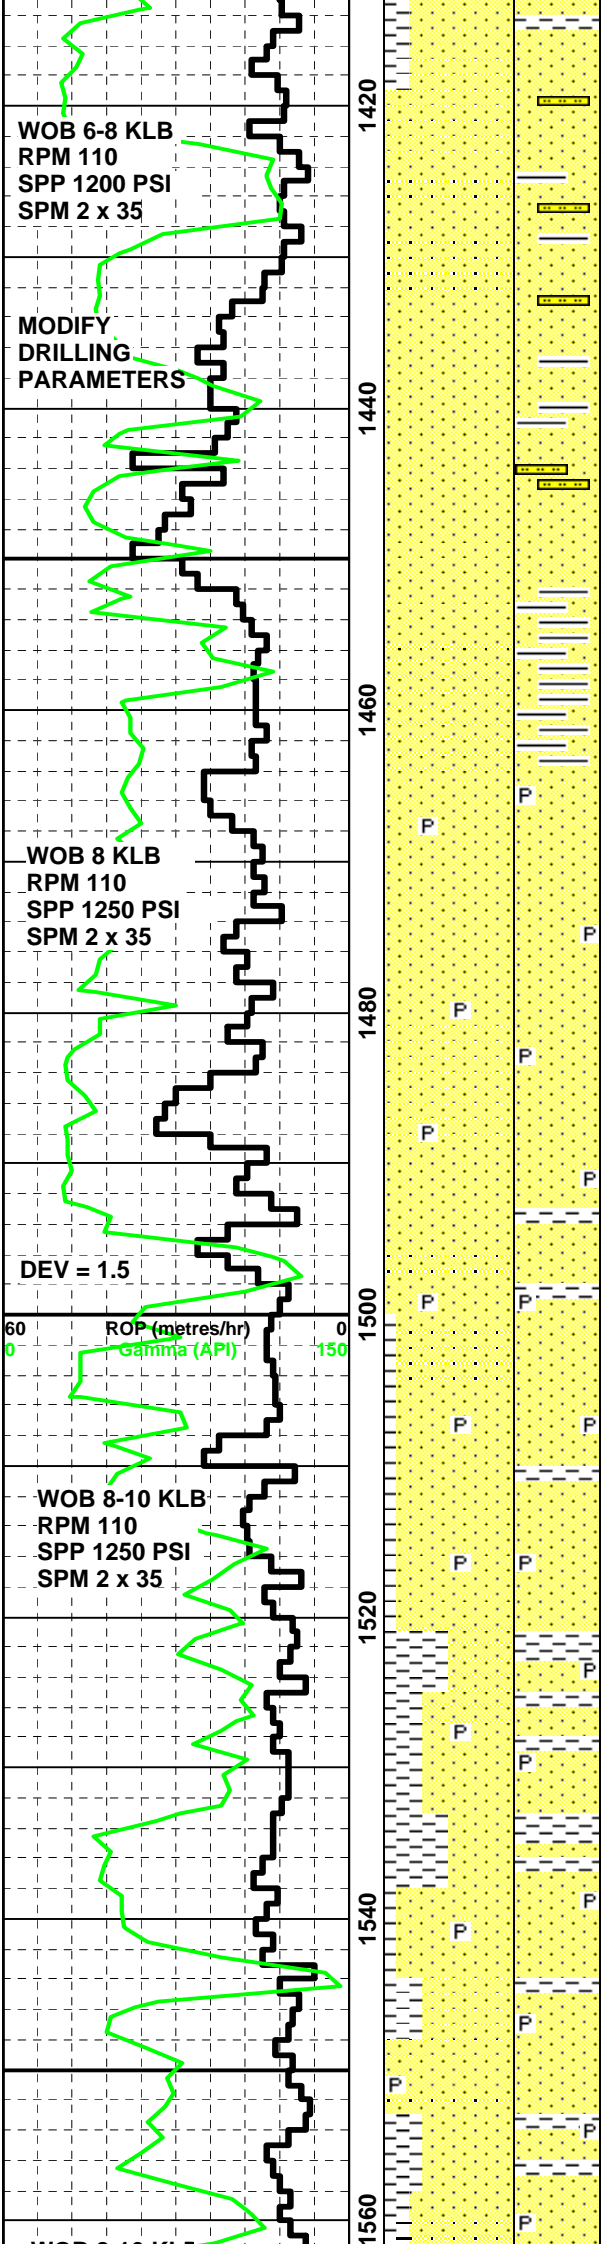 1420
WOB 6-8 KLB
RPM 110
SPP 1200 PSI
SPM 2 x 35
MODIFY
DRILLING
PARAMETERS
1440
1460
P
P
WOB 8 KLB
RPM 110
SPP 1250 PSI
SPM 2 x 35
P
1480
P
P
P
P
DEV = 1.5
1500
P
P
60 ROP (metres/hr) 0
0 Gamma (API) 150
P
P
WOB 8-10 KLB
RPM 110
SPP 1250 PSI
SPM 2 x 35
P
P
1520
P
P
P
1540
P
P
P
P
P
1560
P